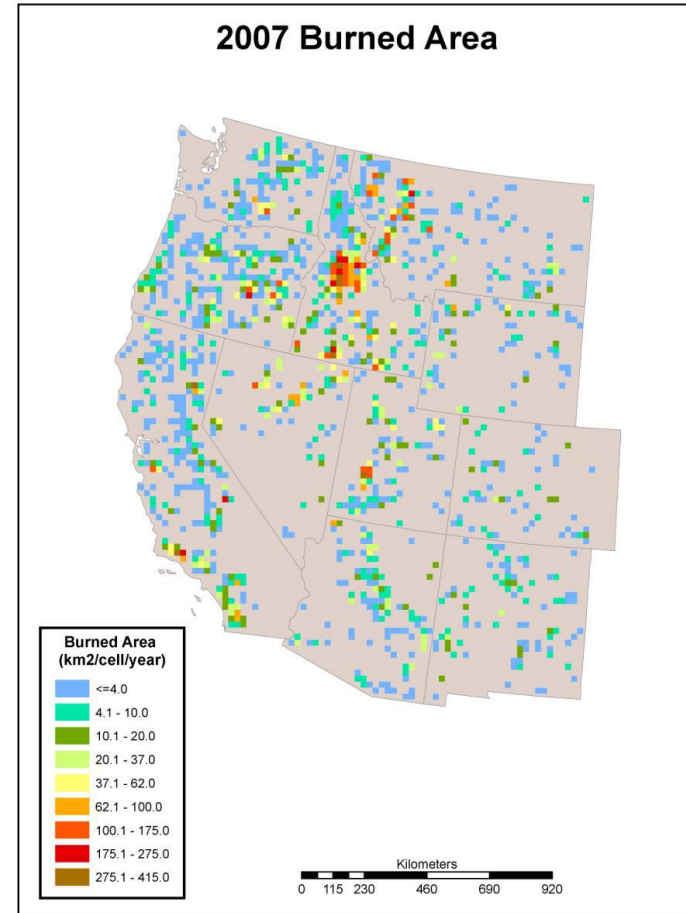 2007 Burned Area
Burned Area
(km2/cell/year)
<=4.0
4.1 - 10.0
10.1 - 20.0
20.1 - 37.0
37.1 - 62.0
62.1 - 100.0
100.1 - 175.0
175.1 - 275.0
275.1 - 415.0
Kilometers
0 115 230 460 690 920